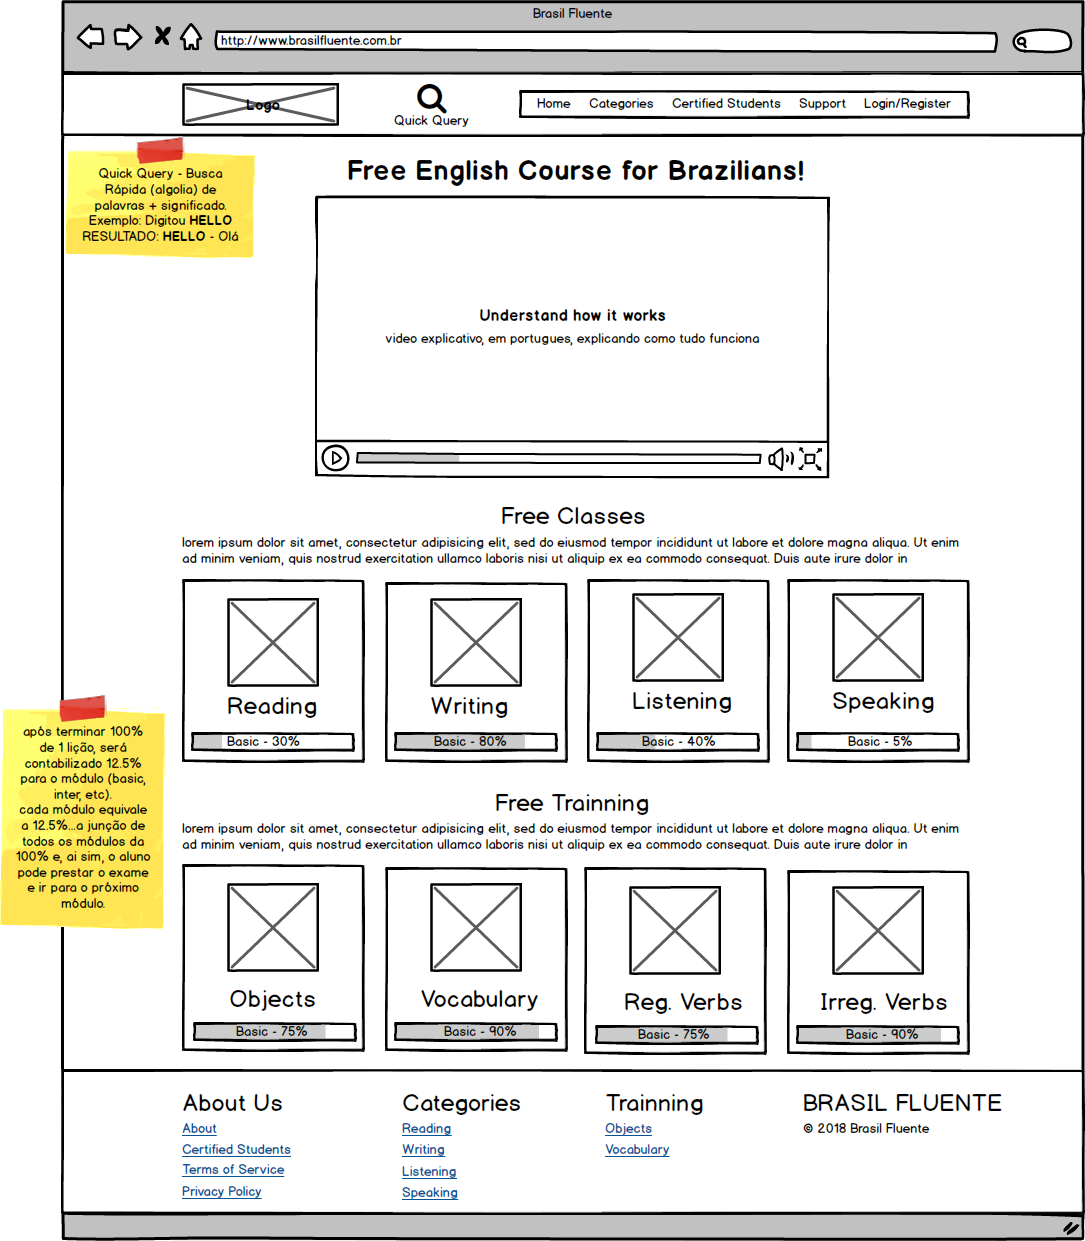 Brasil Fluente
http://www.brasilfluente.com.br
Logo
Quick Query
Home Categories Certified Students Support Login/Register
Quick Query - Busca
Rápida (algolia) de
palavras + significado.
Exemplo: Digitou HELLO
RESULTADO: HELLO - Olá
Free English Course for Brazilians!
Understand how it works
video explicativo, em portugues, explicando como tudo funciona
Free Classes
lorem ipsum dolor sit amet, consectetur adipisicing elit, sed do eiusmod tempor incididunt ut labore et dolore magna aliqua. Ut enim
ad minim veniam, quis nostrud exercitation ullamco laboris nisi ut aliquip ex ea commodo consequat. Duis aute irure dolor in
Reading
Basic - 30%
Writing
Basic - 80%
Listening
Basic - 40%
Speaking
Basic - 5%
após terminar 100%
de 1 lição, será
contabilizado 12.5%
para o módulo (basic,
inter, etc).
cada módulo equivale
a 12.5%...a junção de
todos os módulos da
100% e, ai sim, o aluno
pode prestar o exame
e ir para o próximo
módulo.
Free Trainning
lorem ipsum dolor sit amet, consectetur adipisicing elit, sed do eiusmod tempor incididunt ut labore et dolore magna aliqua. Ut enim
ad minim veniam, quis nostrud exercitation ullamco laboris nisi ut aliquip ex ea commodo consequat. Duis aute irure dolor in
Objects
Basic - 75%
Vocabulary
Basic - 90%
Reg. Verbs
Basic - 75%
Irreg. Verbs
Basic - 90%
About Us
About
Certified Students
Terms of Service
Privacy Policy
Categories
Reading
Writing
Listening
Speaking
Trainning
Objects
Vocabulary
BRASIL FLUENTE
© 2018 Brasil Fluente